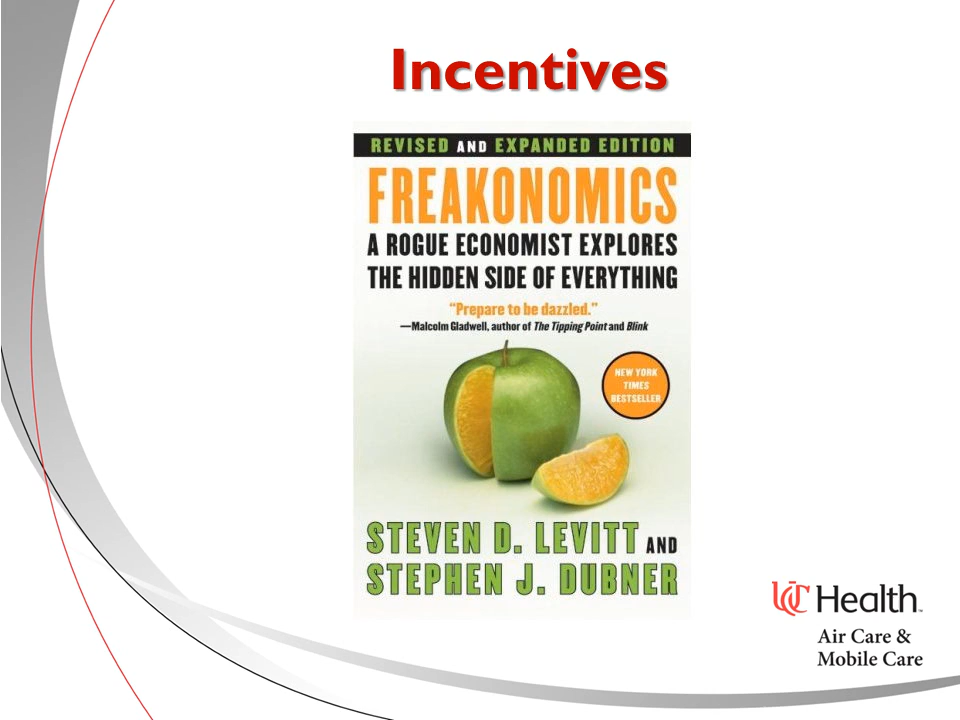 Incentives
REVISED AND EXPANDED EDITION
FREAKONOMICS
A ROGUE ECONOMIST EXPLORES
THE HIDDEN SIDE OF EVERYTHING
“Prepare to be dazzled.”
—Malcolm Gladwell, author of The Tipping Point and Blink
NEW YORK
TIMES
BESTSELLER
STEVEN D. LEVITT AND
STEPHEN J. DUBNER
UC Health™
Air Care &
Mobile Care